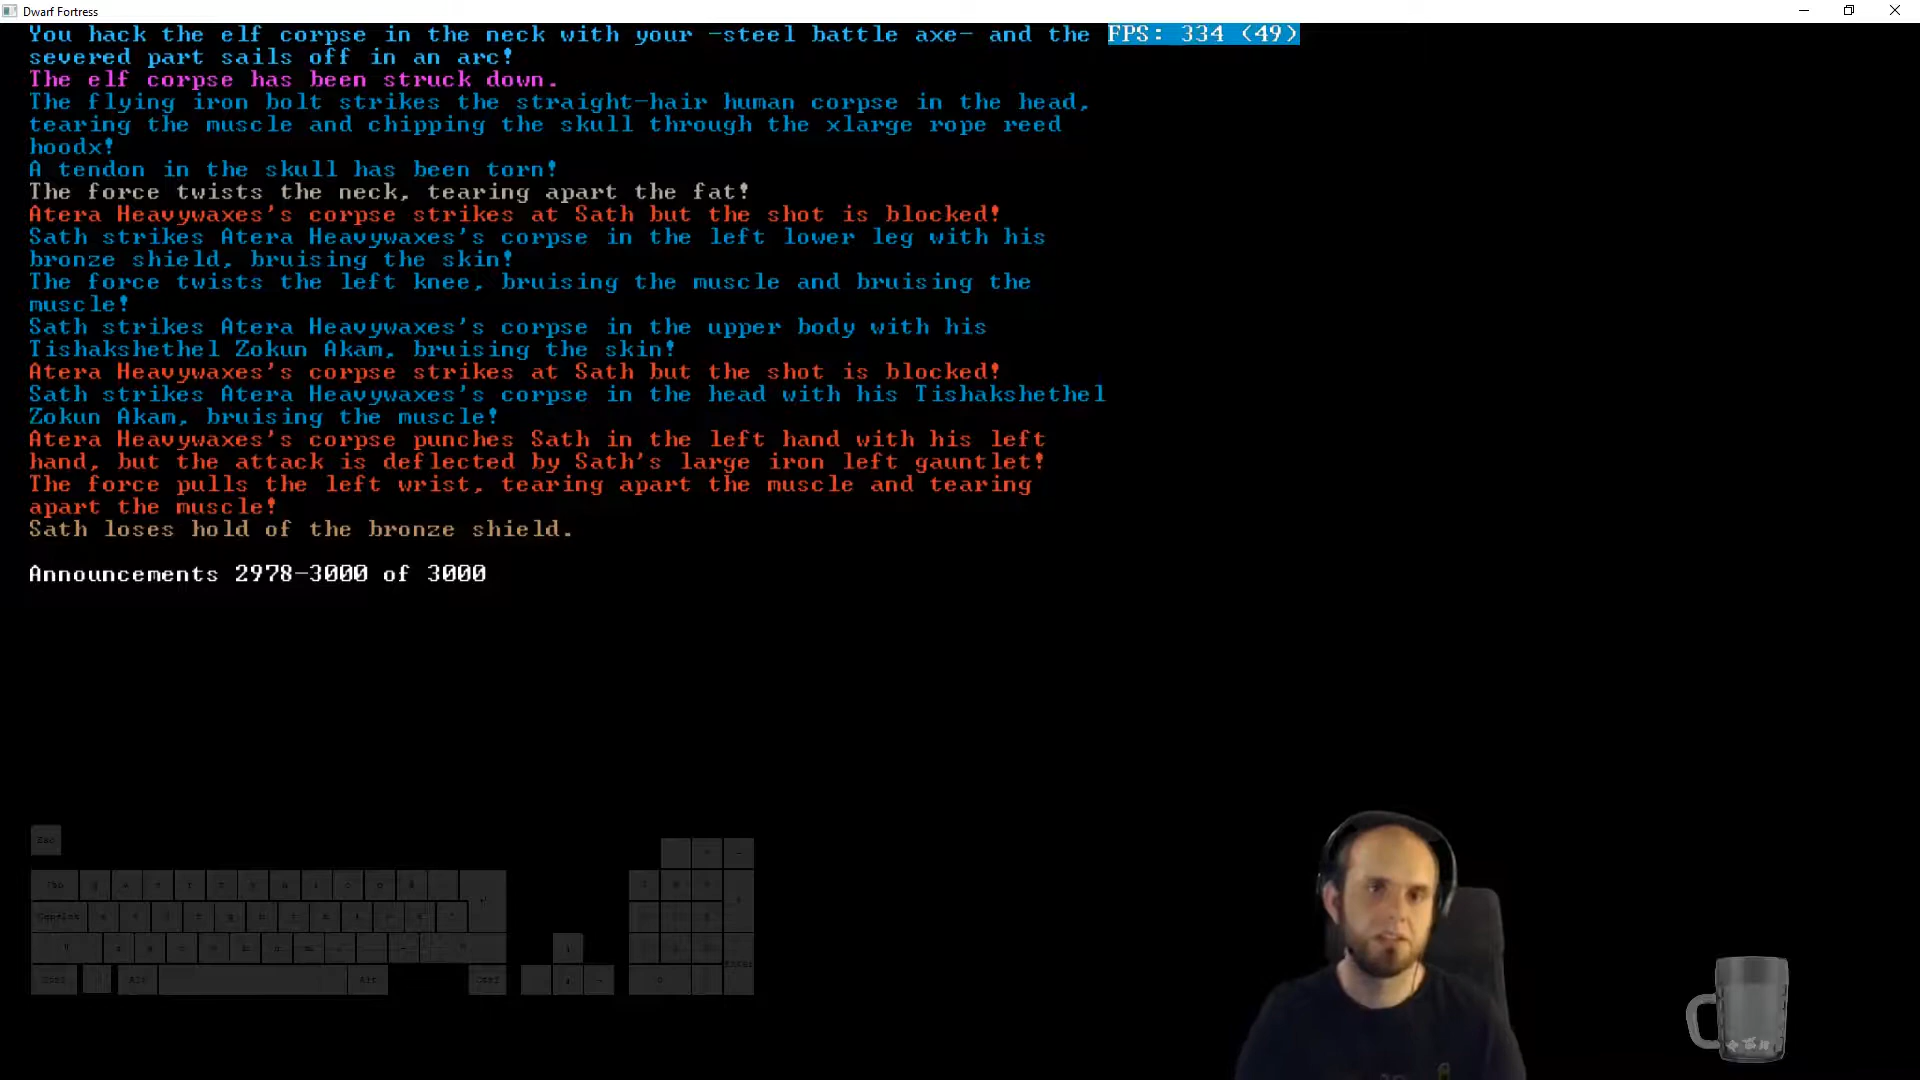 Dwarf Fortress
You hack the elf corpse in the neck with your -steel battle axe- and the FPS: 334 (49)
severed part sails off in an arc!
The elf corpse has been struck down.
The flying iron bolt strikes the straight-hair human corpse in the head,
tearing the muscle and chipping the skull through the xlarge rope reed
hoodx!
A tendon in the skull has been torn!
The force twists the neck, tearing apart the fat!
Atera Heavywaxes's corpse strikes at Sath but the shot is blocked!
Sath strikes Atera Heavywaxes's corpse in the left lower leg with his
bronze shield, bruising the skin!
The force twists the left knee, bruising the muscle and bruising the
muscle!
Sath strikes Atera Heavywaxes's corpse in the upper body with his
Tishakshethel Zokun Akam, bruising the skin!
Atera Heavywaxes's corpse strikes at Sath but the shot is blocked!
Sath strikes Atera Heavywaxes's corpse in the head with his Tishakshethel
Zokun Akam, bruising the muscle!
Atera Heavywaxes's corpse punches Sath in the left hand with his left
hand, but the attack is deflected by Sath's large iron left gauntlet!
The force pulls the left wrist, tearing apart the muscle and tearing
apart the muscle!
Sath loses hold of the bronze shield.
Announcements 2978-3000 of 3000
Esc
Alt
Alt
Enter